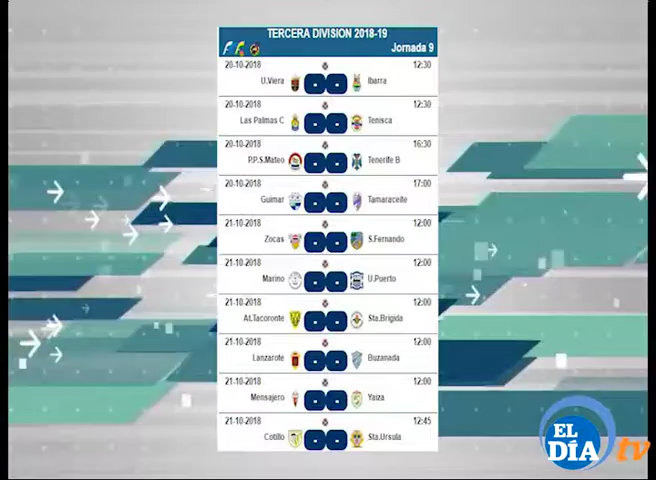 TERCERA DIVISION 2018-19
Jornada 9
20-10-2018 12:30
U.Viera - - Ibarra
20-10-2018 12:30
Las Palmas C - - Tenisca
20-10-2018 16:30
P.P.S.Mateo - - Tenerife B
20-10-2018 17:00
Guimar - - Tamaraceite
21-10-2018 12:00
Zocas - - S.Fernando
21-10-2018 12:00
Marino - - U.Puerto
21-10-2018 12:00
At.Tacoronte - - Sta.Brigida
21-10-2018 12:00
Lanzarote - - Buzanada
21-10-2018 12:00
Mensajero - - Yaiza
21-10-2018 12:45
Cotillo - - Sta.Ursula
EL
DÍA tv